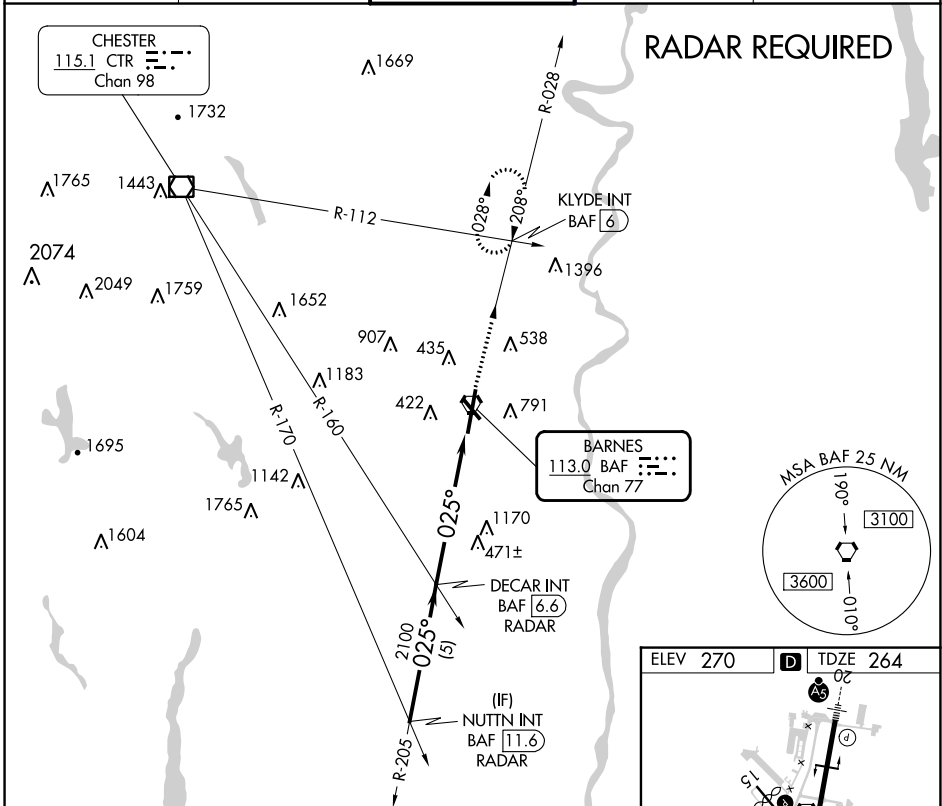 RADAR REQUIRED
CHESTER
115.1 CTR
Chan 98
1669
1732
R-028
1765
1443
R-112
028°
208°
KLYDE INT
BAF 6
2074
2049
1759
1652
1396
907
435
538
1183
R-170
R-160
422
791
BARNES
113.0 BAF
Chan 77
1695
1142
1765
1604
025°
1170
471±
DECAR INT
BAF 6.6
RADAR
2100
025°
(5)
(IF)
NUTTN INT
BAF 11.6
RADAR
R-205
MSA BAF 25 NM
190°
3100
3600
010°
ELEV 270
D
TDZE 264
20
A5
P
15
A